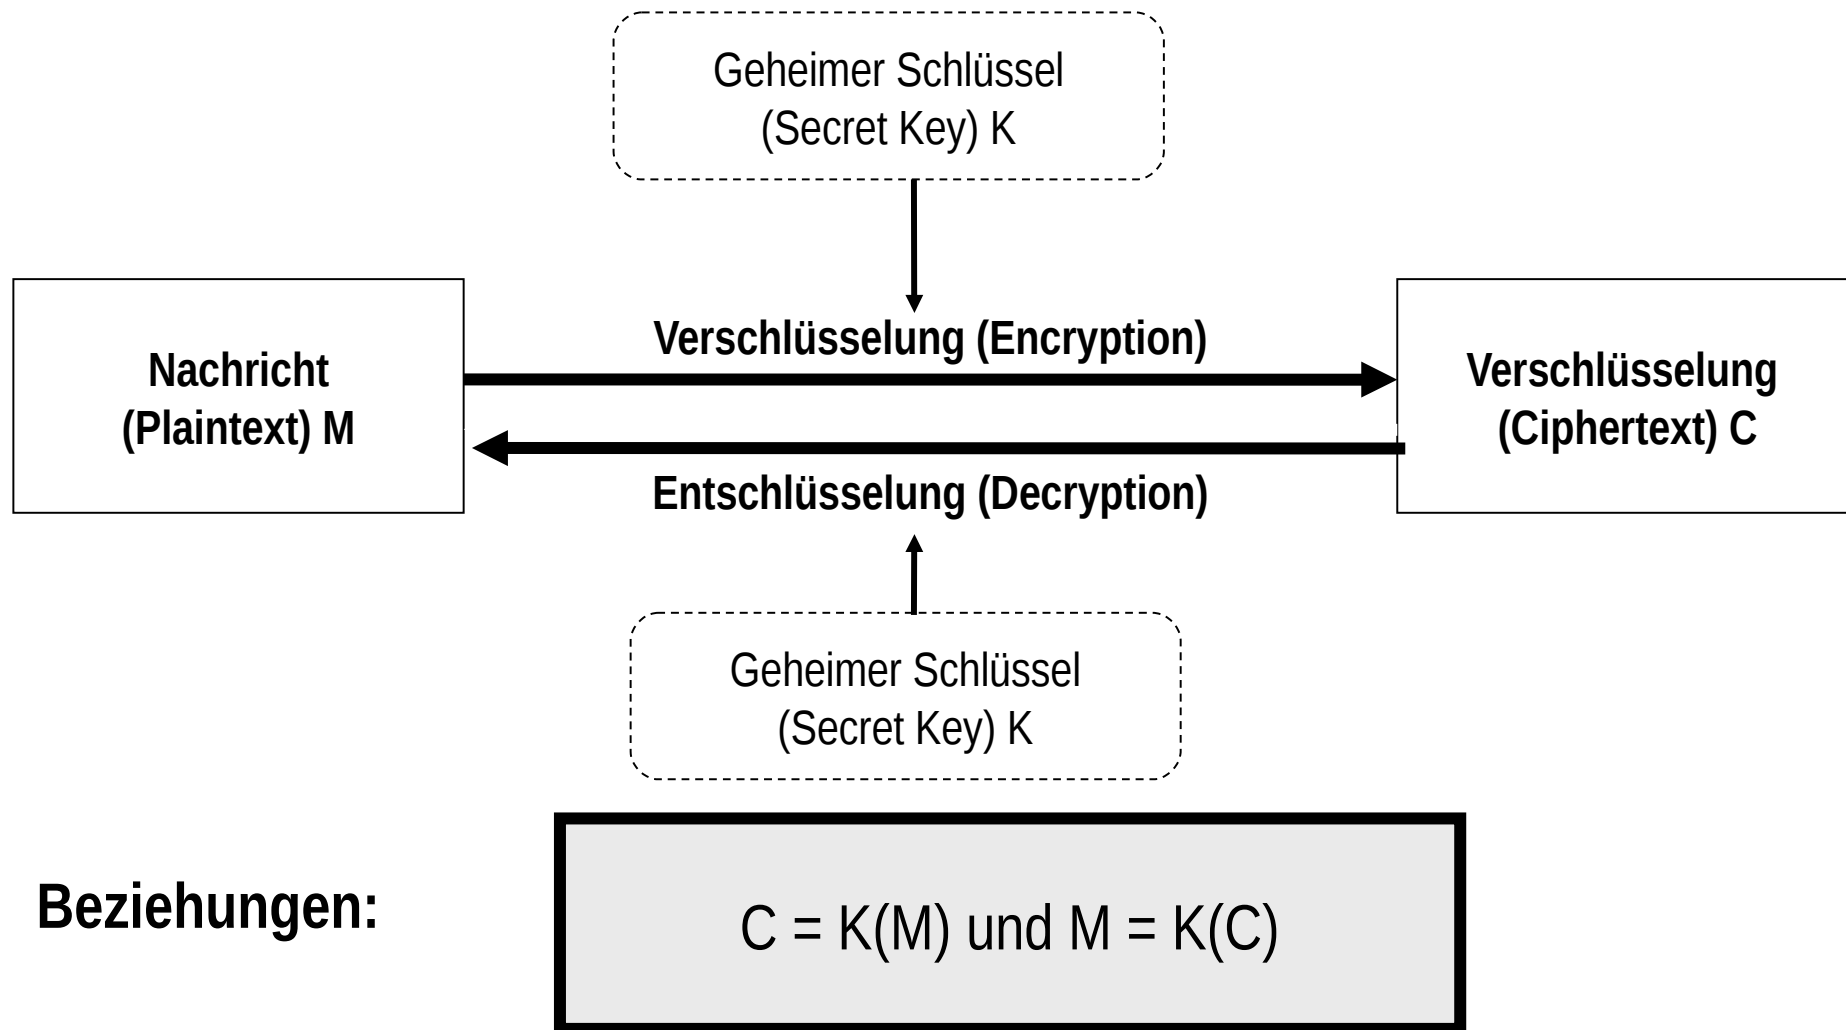 Geheimer Schlüssel
(Secret Key) K
Verschlüsselung (Encryption)
Nachricht
(Plaintext) M
Verschlüsselung
(Ciphertext) C
Entschlüsselung (Decryption)
Geheimer Schlüssel
(Secret Key) K
Beziehungen:
C = K(M) und M = K(C)